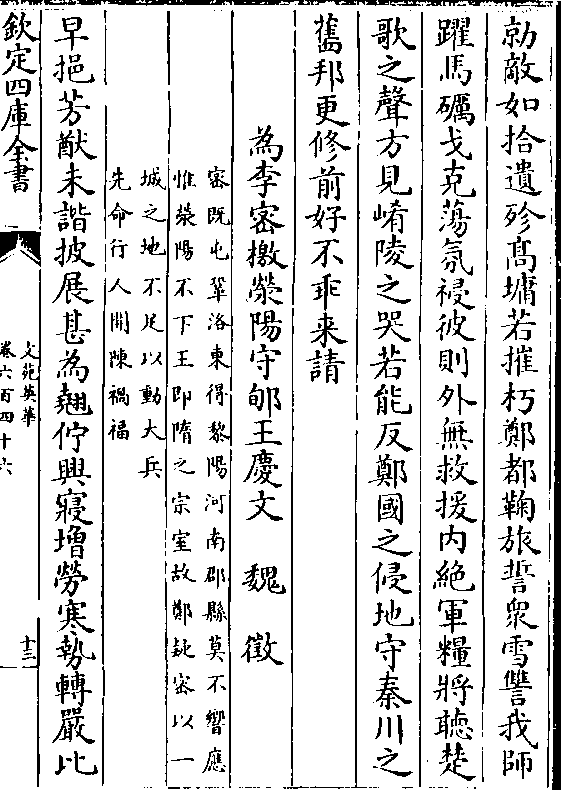 勍敵如拾遺殄髙墉若摧朽鄭都鞠旅誓衆雪讐我師
躍馬礪戈克蕩氛祲彼則外無救援内絶軍糧將聴楚
歌之聲方見崤陵之哭若能反鄭國之侵地守秦川之
舊邦更修前好不乖来請
為李密檄滎陽守郇王慶文　魏徵
密既屯鞏洛東得黎陽河南郡縣莫不響應
惟滎陽不下王即隋之宗室故鄭疑密以一
城之地不足以動大兵
先命行人開陳禍福
早挹芳猷未諧披展甚為翹佇興寢増勞寒勢轉嚴比
欽定四庫全書
文苑英華
卷六百四十六
十三